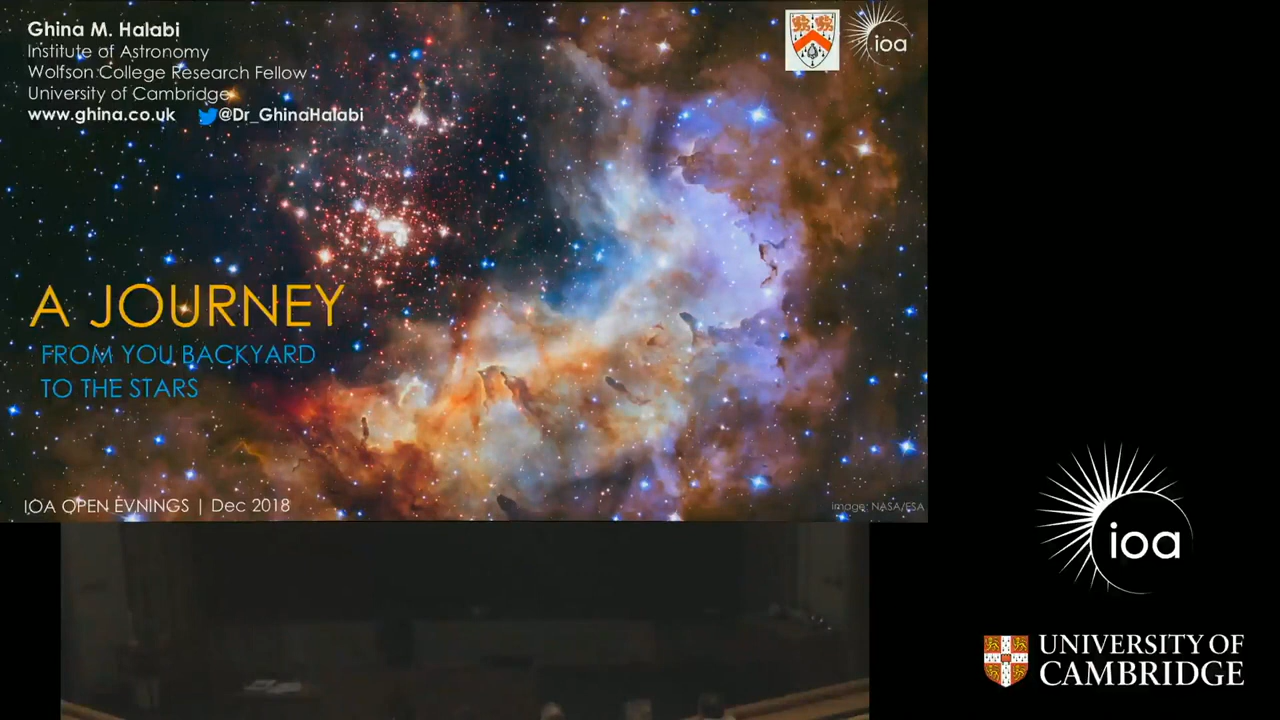 Ghina M. Halabi
Institute of Astronomy
Wolfson College Research Fellow
University of Cambridge
www.ghina.co.uk @Dr_GhinaHalabi
ioa
A JOURNEY
FROM YOU BACKYARD
TO THE STARS
IOA OPEN EVNINGS | Dec 2018
image: NASA/ESA
ioa
UNIVERSITY OF
CAMBRIDGE